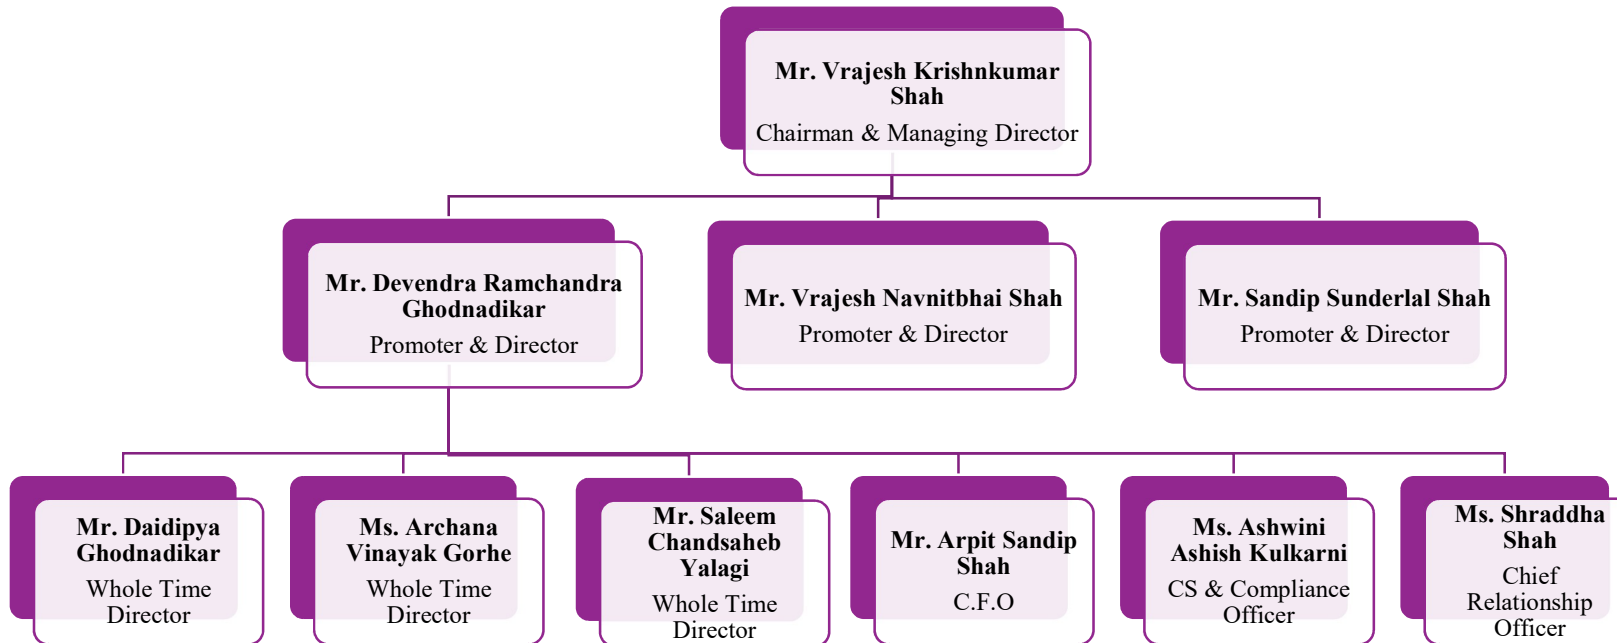 Mr. Vrajesh Krishnkumar
Shah
Chairman & Managing Director
Mr. Devendra Ramchandra
Ghodnadikar
Promoter & Director
Mr. Vrajesh Navnitbhai Shah
Promoter & Director
Mr. Sandip Sunderlal Shah
Promoter & Director
Mr. Daidipya
Ghodnadikar
Whole Time
Director
Ms. Archana
Vinayak Gorhe
Whole Time
Director
Mr. Saleem
Chandsaheb
Yalagi
Whole Time
Director
Mr. Arpit Sandip
Shah
C.F.O
Ms. Ashwini
Ashish Kulkarni
CS & Compliance
Officer
Ms. Shraddha
Shah
Chief
Relationship
Officer